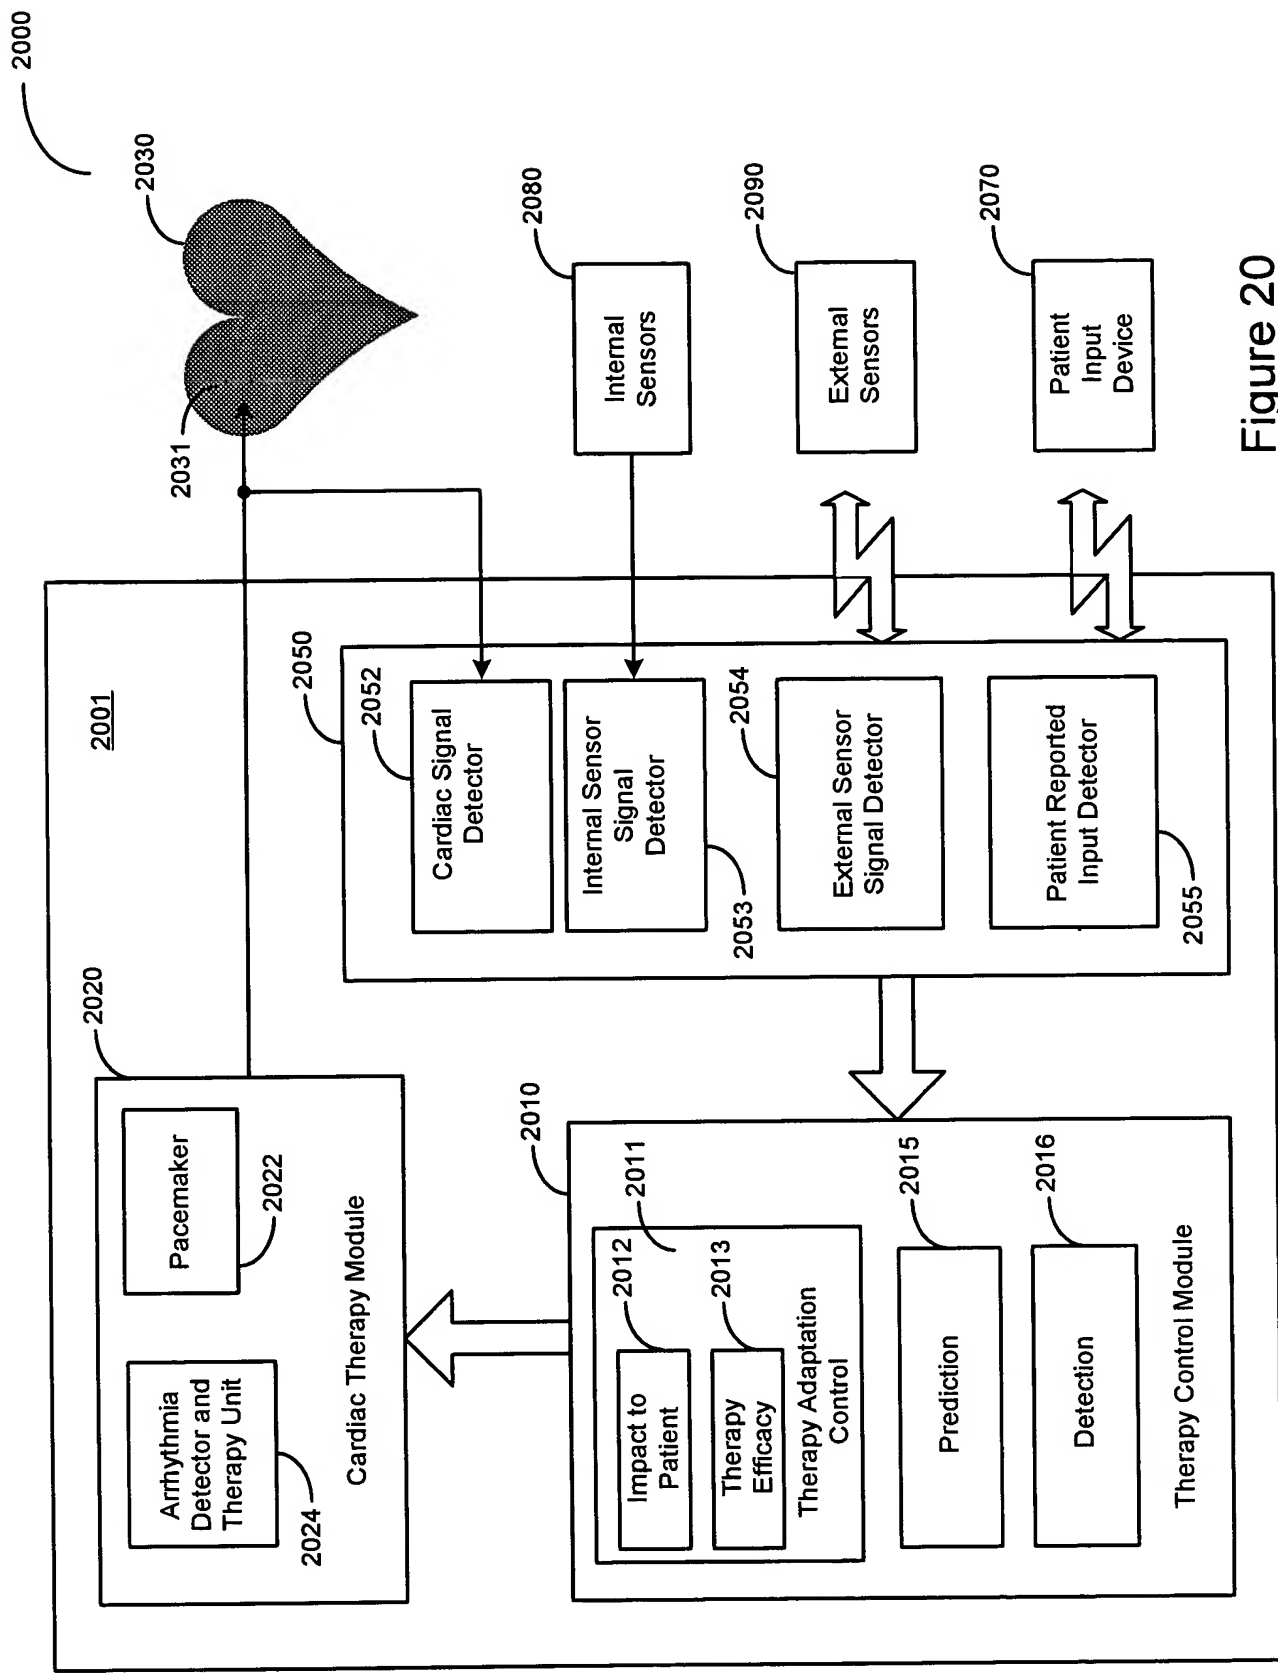 2000
2001
2020
Arrhythmia
Detector and
Therapy Unit
2024
Pacemaker
2022
Cardiac Therapy Module
2030
2031
2050
Cardiac Signal
Detector
2052
Internal Sensor
Signal
Detector
2053
External Sensor
Signal Detector
2054
Patient Reported
Input Detector
2055
Internal
Sensors
2080
External
Sensors
2090
Patient
Input
Device
2070
2010
2011
Impact to
Patient
2012
Therapy
Efficacy
2013
Therapy Adaptation
Control
Prediction
2015
Detection
2016
Therapy Control Module
Figure 20